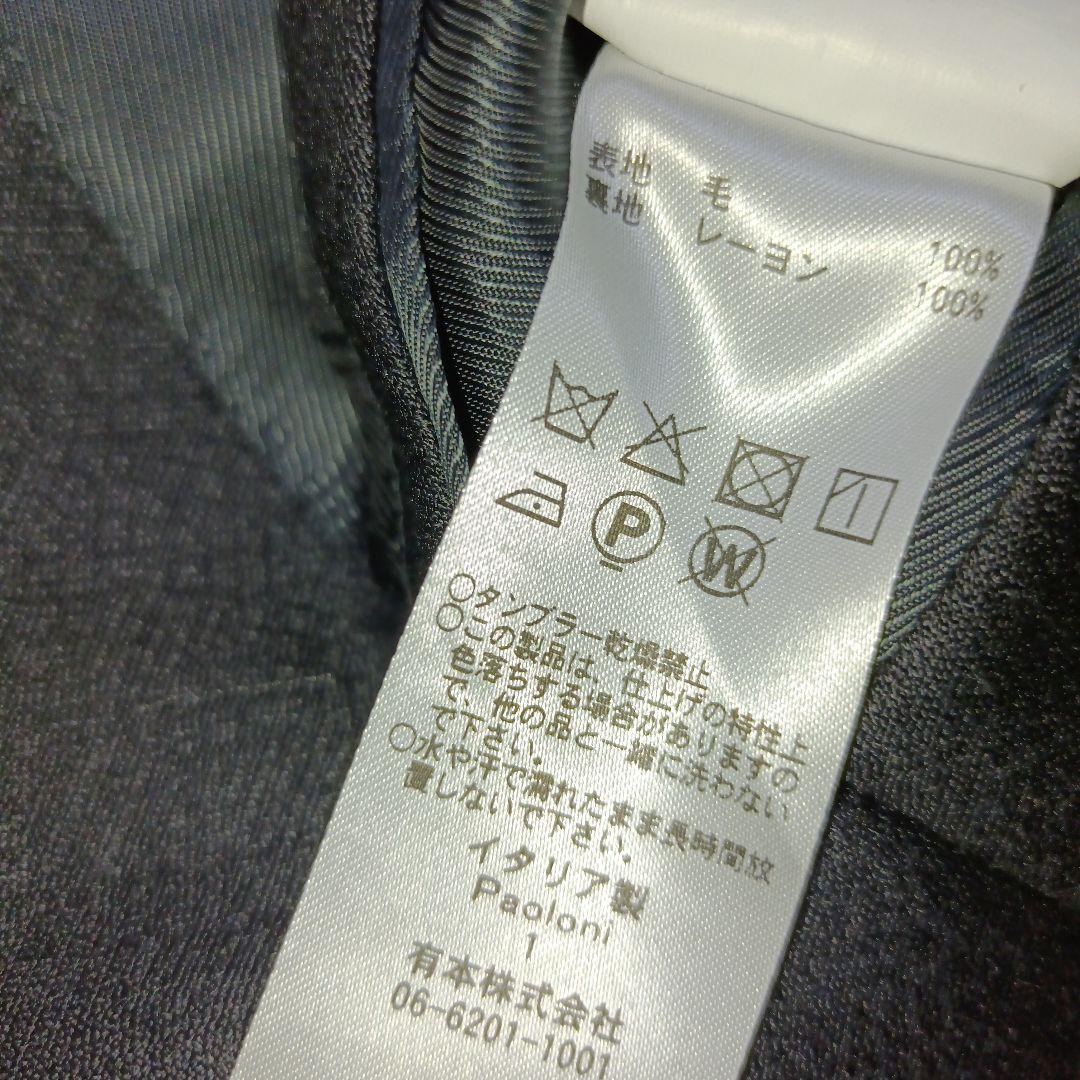 表地 毛 100%
裏地 レーヨン 100%
P W
○タンブラー乾燥禁止
○この製品は、仕上げの特性上
色落ちする場合がありますの
で、他の品と一緒に洗わない
で下さい。
○水や汗で濡れたまま長時間放
置しないで下さい。
イタリア製
Paoloni
1
有本株式会社
06-6201-1001